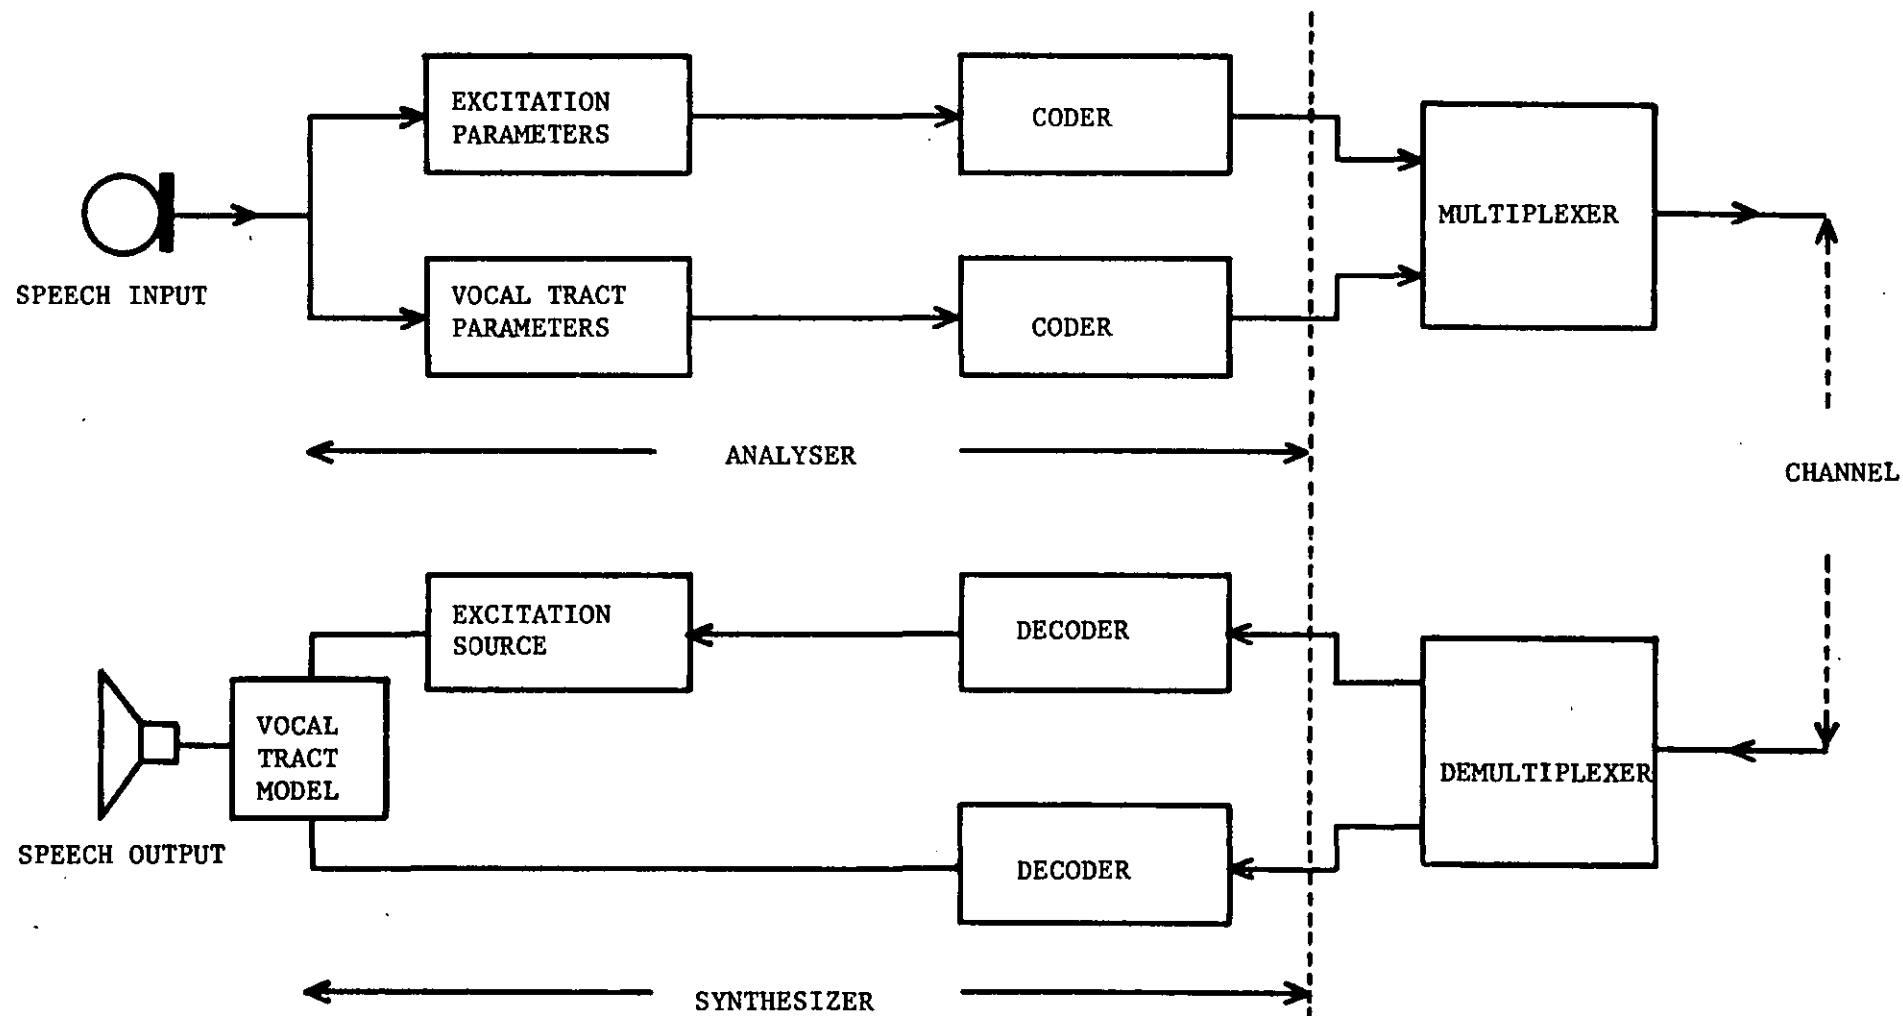 EXCITATION
PARAMETERS
CODER
MULTIPLEXER
SPEECH INPUT
VOCAL TRACT
PARAMETERS
CODER
ANALYSER
CHANNEL
EXCITATION
SOURCE
DECODER
VOCAL
TRACT
MODEL
DEMULTIPLEXER
SPEECH OUTPUT
DECODER
SYNTHESIZER